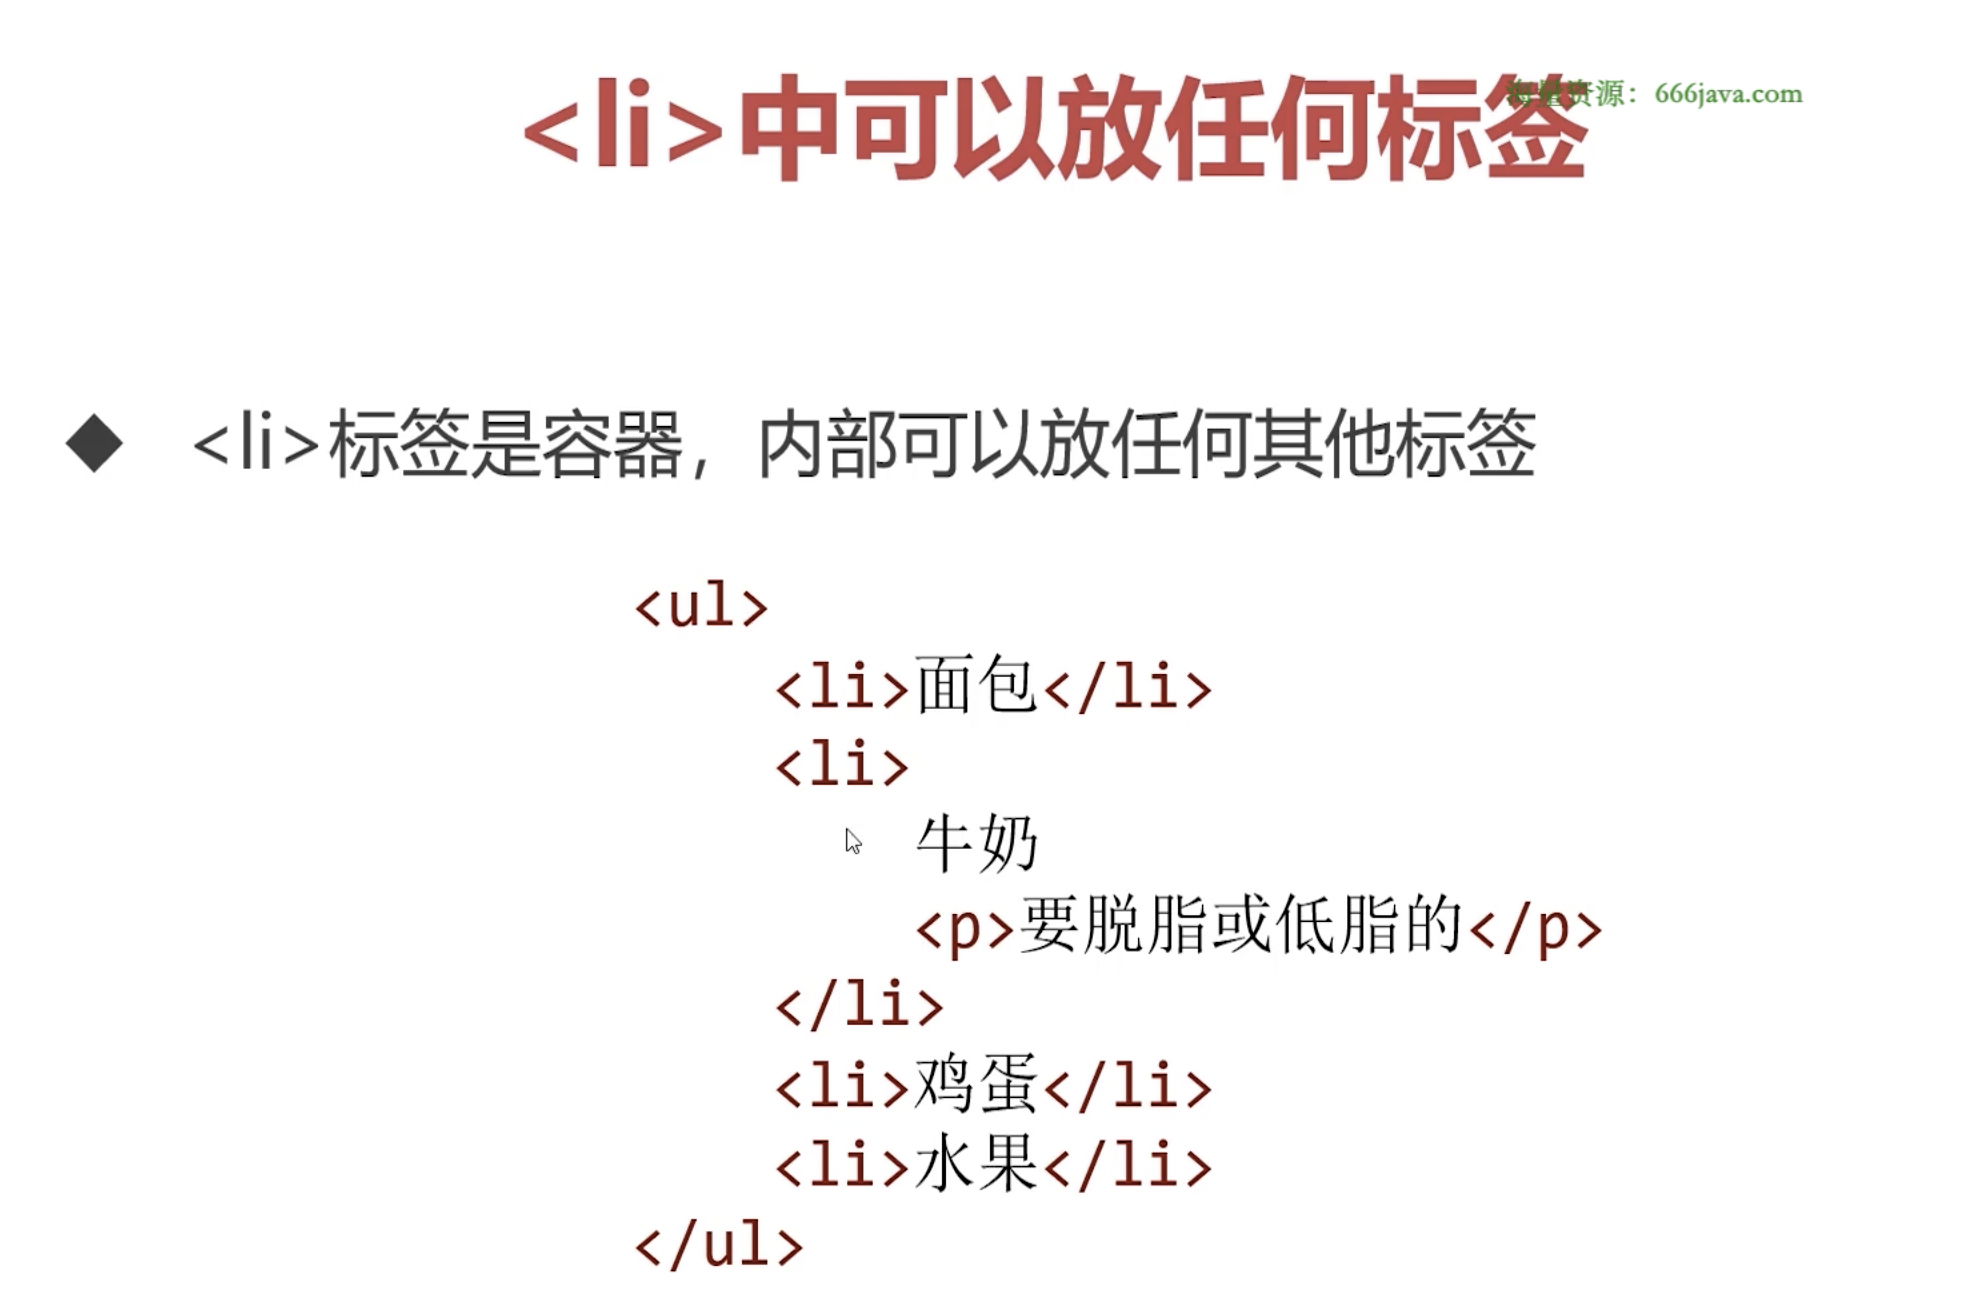 <li>中可以放任何标签
海量资源：666java.com
<li>标签是容器，内部可以放任何其他标签
<ul>
<li>面包</li>
<li>
牛奶
<p>要脱脂或低脂的</p>
</li>
<li>鸡蛋</li>
<li>水果</li>
</ul>